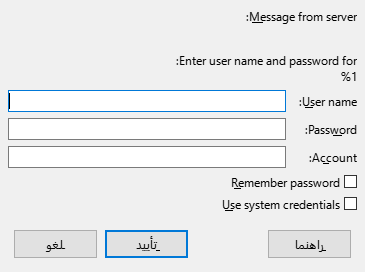 Message from server:
Enter user name and password for:
%1
User name:
Password:
Account:
Remember password
Use system credentials
راهنما
تأیید
لغو